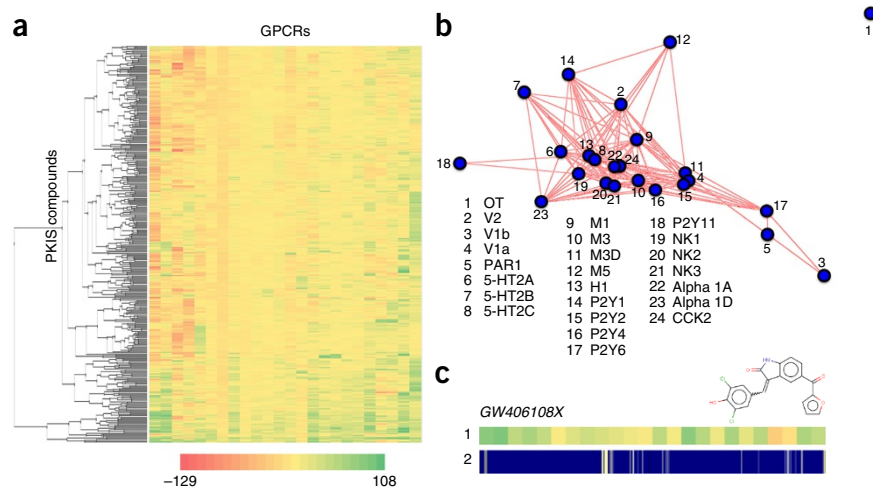 a
GPCRs
PKIS compounds
−129
108
b
1
12
14
7
2
9
6
13
8
22
24
18
19
20
21
10
16
11
4
15
23
17
5
3
1 OT
2 V2
3 V1b
4 V1a
5 PAR1
6 5-HT2A
7 5-HT2B
8 5-HT2C
9 M1
10 M3
11 M3D
12 M5
13 H1
14 P2Y1
15 P2Y2
16 P2Y4
17 P2Y6
18 P2Y11
19 NK1
20 NK2
21 NK3
22 Alpha 1A
23 Alpha 1D
24 CCK2
c
GW406108X
HN
O
Cl
HO
Cl
O
O
1
2